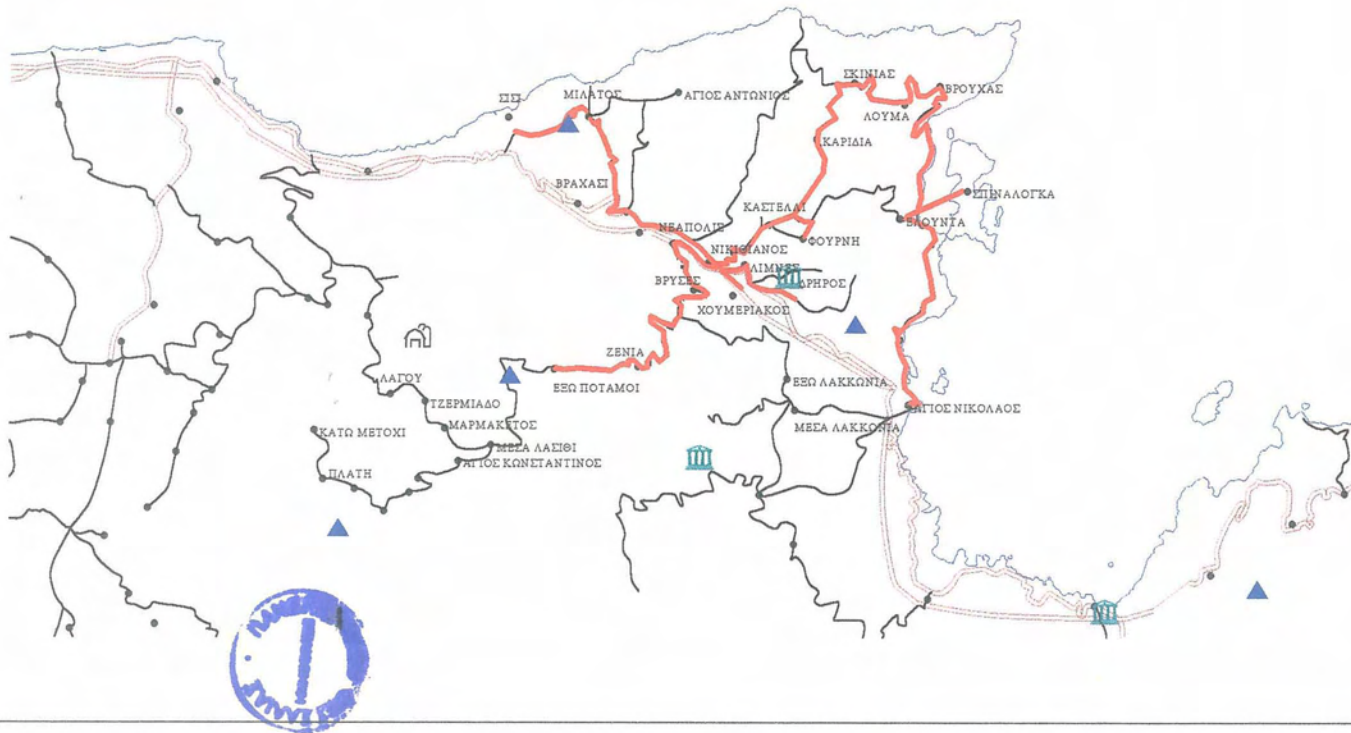 ΣΚΙΝΙΑΣ
ΒΡΟΥΧΑΣ
ΜΙΛΑΤΟΣ
ΑΓΙΟΣ ΑΝΤΩΝΙΟΣ
ΣΙΣΙ
ΛΟΥΜΑ
ΚΑΡΙΔΙΑ
ΒΡΑΧΑΣΙ
ΣΠΙΝΑΛΟΓΚΑ
ΚΑΣΤΕΛΛΙ
ΕΛΟΥΝΤΑ
ΝΕΑΠΟΛΙΣ
ΦΟΥΡΝΗ
ΝΙΚΙΘΙΑΝΟΣ
ΛΙΜΝΕΣ
ΒΡΥΣΕΣ
ΔΡΗΡΟΣ
ΧΟΥΜΕΡΙΑΚΟΣ
ΖΕΝΙΑ
ΕΞΩ ΠΟΤΑΜΟΙ
ΕΞΩ ΛΑΚΚΩΝΙΑ
ΛΑΓΟΥ
ΤΖΕΡΜΙΑΔΟ
ΑΓΙΟΣ ΝΙΚΟΛΑΟΣ
ΜΕΣΑ ΛΑΚΚΩΝΙΑ
ΜΑΡΜΑΚΕΤΟΣ
ΚΑΤΩ ΜΕΤΟΧΙ
ΜΕΣΑ ΛΑΣΙΘΙ
ΑΓΙΟΣ ΚΩΝΣΤΑΝΤΙΝΟΣ
ΠΛΑΤΗ